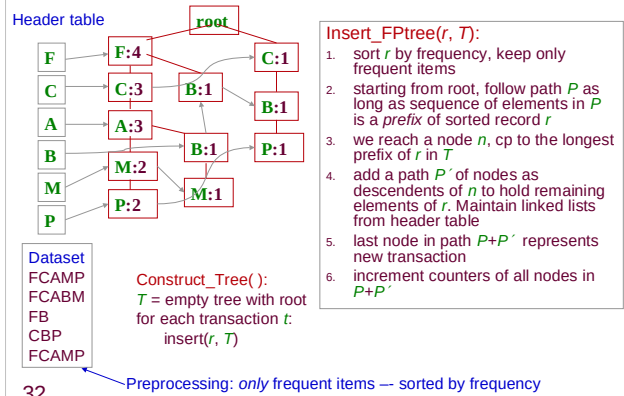 Header table
root
F
F:4
C:1
C
C:3
B:1
A
A:3
B:1
B
B:1
P:1
M
M:2
M:1
P
P:2
Insert_FPtree(r, T):
1. sort r by frequency, keep only
frequent items
2. starting from root, follow path P as
long as sequence of elements in P
is a prefix of sorted record r
3. we reach a node n, cp to the longest
prefix of r in T
4. add a path P´ of nodes as
descendents of n to hold remaining
elements of r. Maintain linked lists
from header table
5. last node in path P+P´ represents
new transaction
6. increment counters of all nodes in
P+P´
Dataset
FCAMP
FCABM
FB
CBP
FCAMP
Construct_Tree( ):
T = empty tree with root
for each transaction t:
insert(r, T)
Preprocessing: only frequent items –- sorted by frequency
32